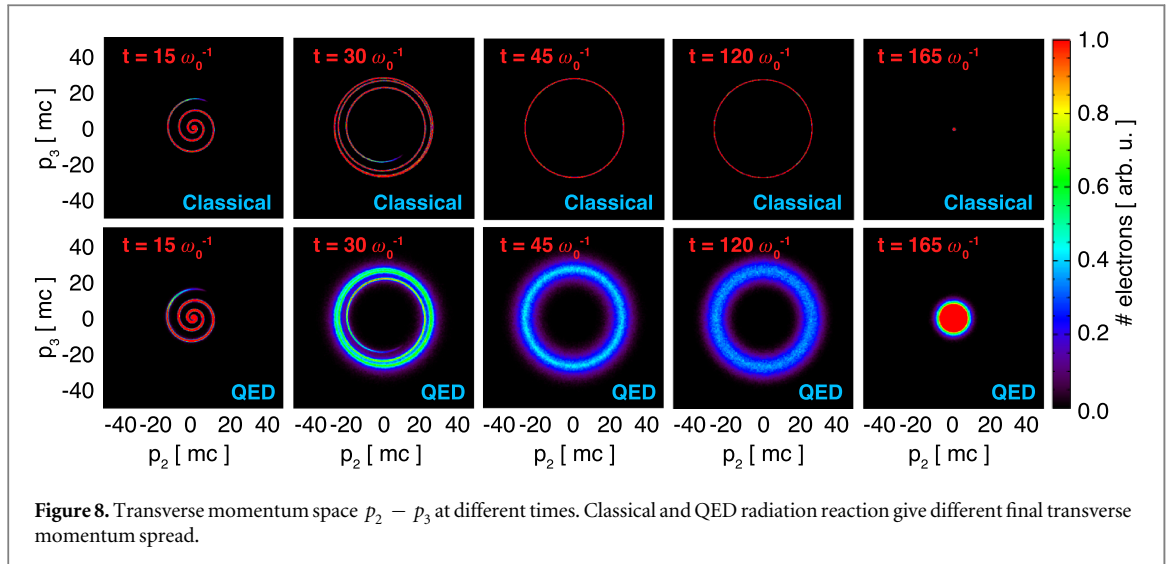 40
20
0
-20
-40
p3 [ mc ]
t = 15 ω0^-1
Classical
t = 30 ω0^-1
Classical
t = 45 ω0^-1
Classical
t = 120 ω0^-1
Classical
t = 165 ω0^-1
Classical
40
20
0
-20
-40
p3 [ mc ]
t = 15 ω0^-1
QED
t = 30 ω0^-1
QED
t = 45 ω0^-1
QED
t = 120 ω0^-1
QED
t = 165 ω0^-1
QED
-40 -20 0 20 40
p2 [ mc ]
-40 -20 0 20 40
p2 [ mc ]
-40 -20 0 20 40
p2 [ mc ]
-40 -20 0 20 40
p2 [ mc ]
-40 -20 0 20 40
p2 [ mc ]
1.0
0.8
0.6
0.4
0.2
0.0
# electrons [ arb. u. ]
Figure 8. Transverse momentum space p2 − p3 at different times. Classical and QED radiation reaction give different final transverse
momentum spread.